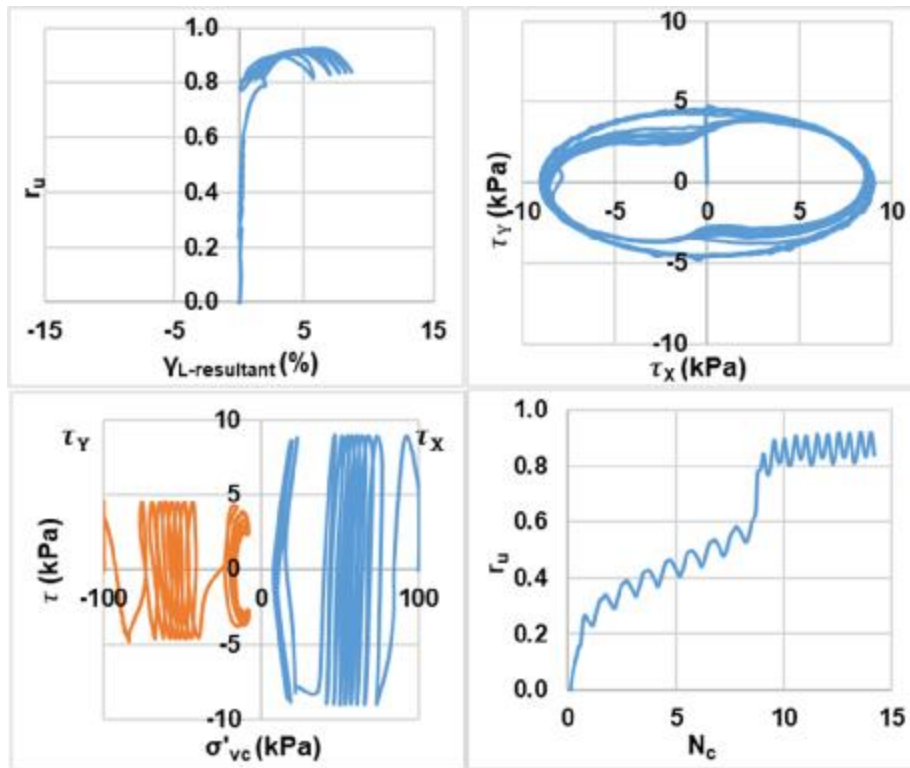 1.0
0.8
0.6
0.4
0.2
0.0
r_u
-15 -5 5 15
γ_L-resultant (%)
10
5
0
-5
-10
-10 -5 0 5 10
τ_Y (kPa)
τ_X (kPa)
τ_Y τ_X
10
5
0
-5
-10
-100 0 100
τ (kPa)
σ'_vc (kPa)
1.0
0.8
0.6
0.4
0.2
0.0
r_u
0 5 10 15
N_c